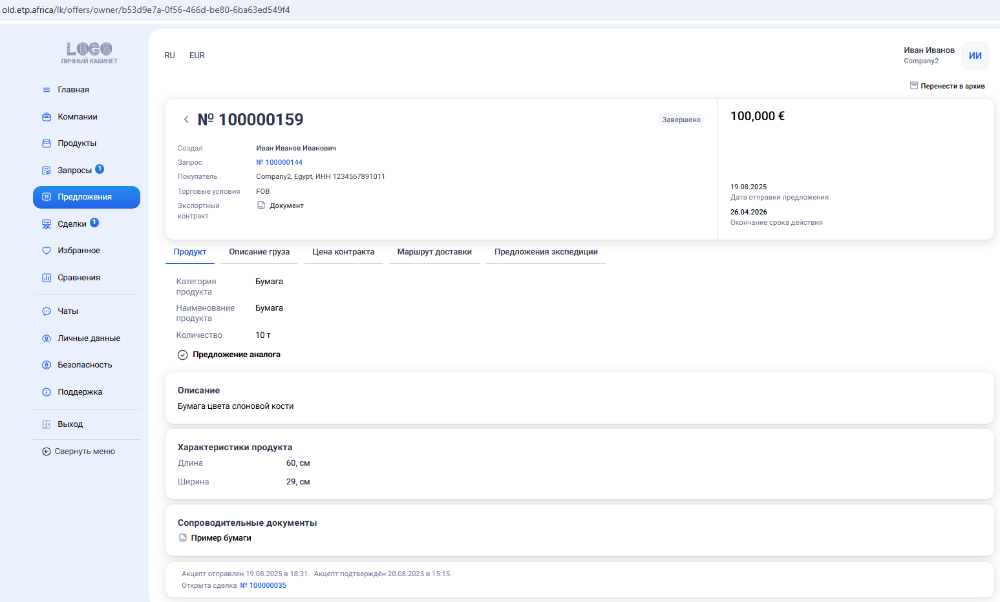 old.etp.africa/lk/offers/owner/b53d9e7a-0f56-466d-be80-6ba63ed549f4
LOGO
ЛИЧНЫЙ КАБИНЕТ
Главная
Компании
Продукты
Запросы 1
Предложения
Сделки 1
Избранное
Сравнения
Чаты
Личные данные
Безопасность
Поддержка
Выход
Свернуть меню
RU EUR
Иван Иванов
Company2
ИИ
Перенести в архив
№ 100000159
Завершено
Создал Иван Иванов Иванович
Запрос № 100000144
Покупатель Company2, Egypt, ИНН 1234567891011
Торговые условия FOB
Экспортный контракт Документ
100,000 €
19.08.2025
Дата отправки предложения
26.04.2026
Окончание срока действия
Продукт Описание груза Цена контракта Маршрут доставки Предложения экспедиции
Категория продукта Бумага
Наименование продукта Бумага
Количество 10 т
Предложение аналога
Описание
Бумага цвета слоновой кости
Характеристики продукта
Длина 60, см
Ширина 29, см
Сопроводительные документы
Пример бумаги
Акцепт отправлен 19.08.2025 в 18:31. Акцепт подтверждён 20.08.2025 в 15:15.
Открыта сделка № 100000035